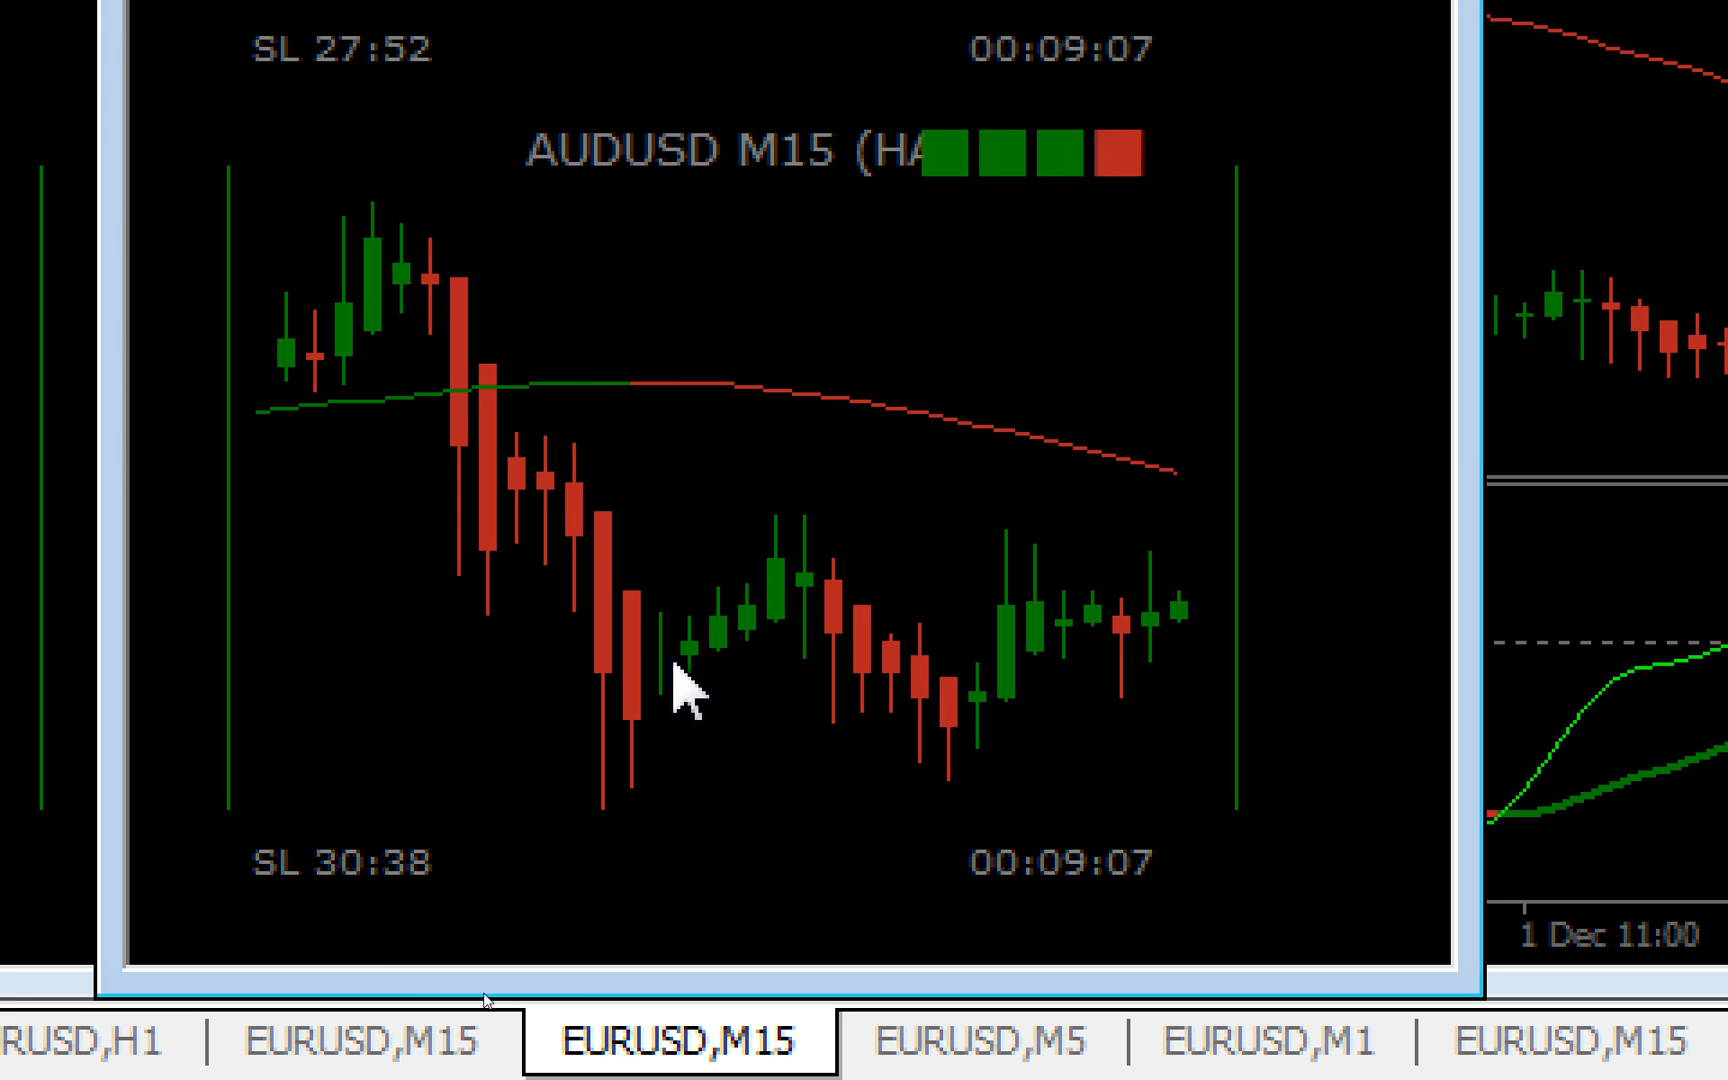 SL 27:52 00:09:07
AUDUSD M15 (HA
SL 30:38 00:09:07
1 Dec 11:00
RUSD,H1 EURUSD,M15 EURUSD,M15 EURUSD,M5 EURUSD,M1 EURUSD,M15